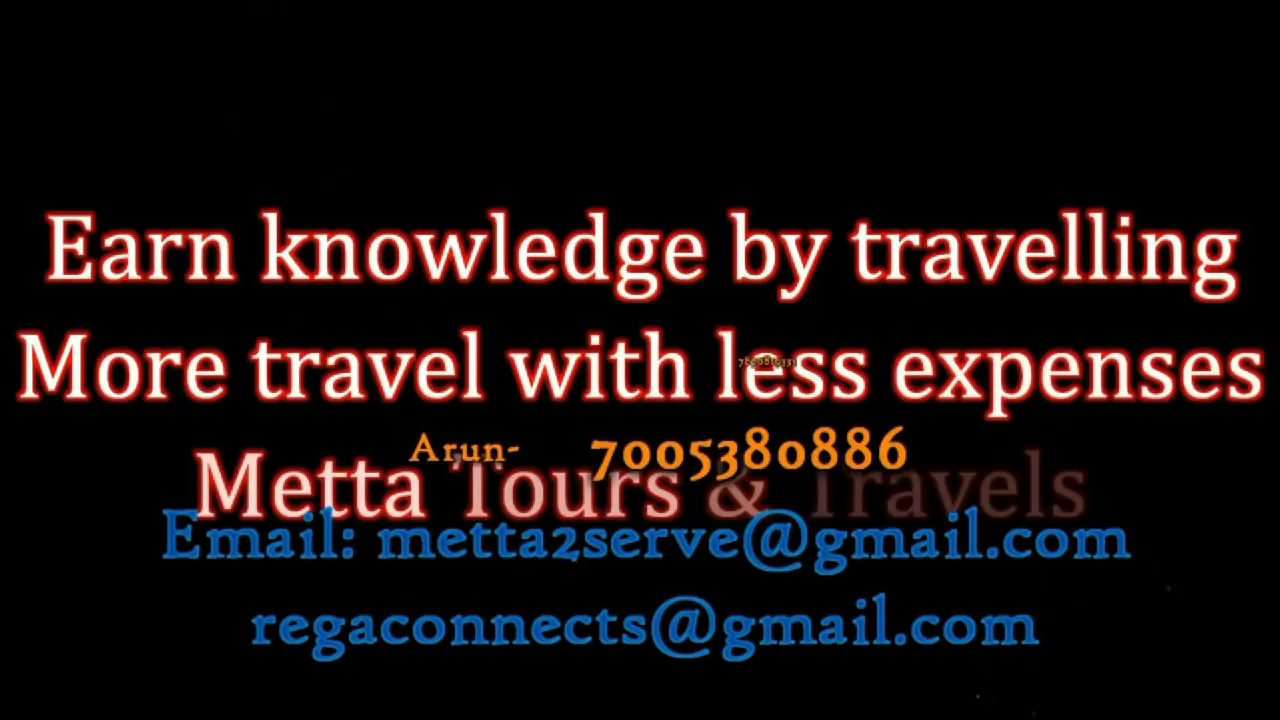 Earn knowledge by travelling
More travel with less expenses
Arun- 7005380886
Metta Tours & Travels
Email: metta2serve@gmail.com
regaconnects@gmail.com